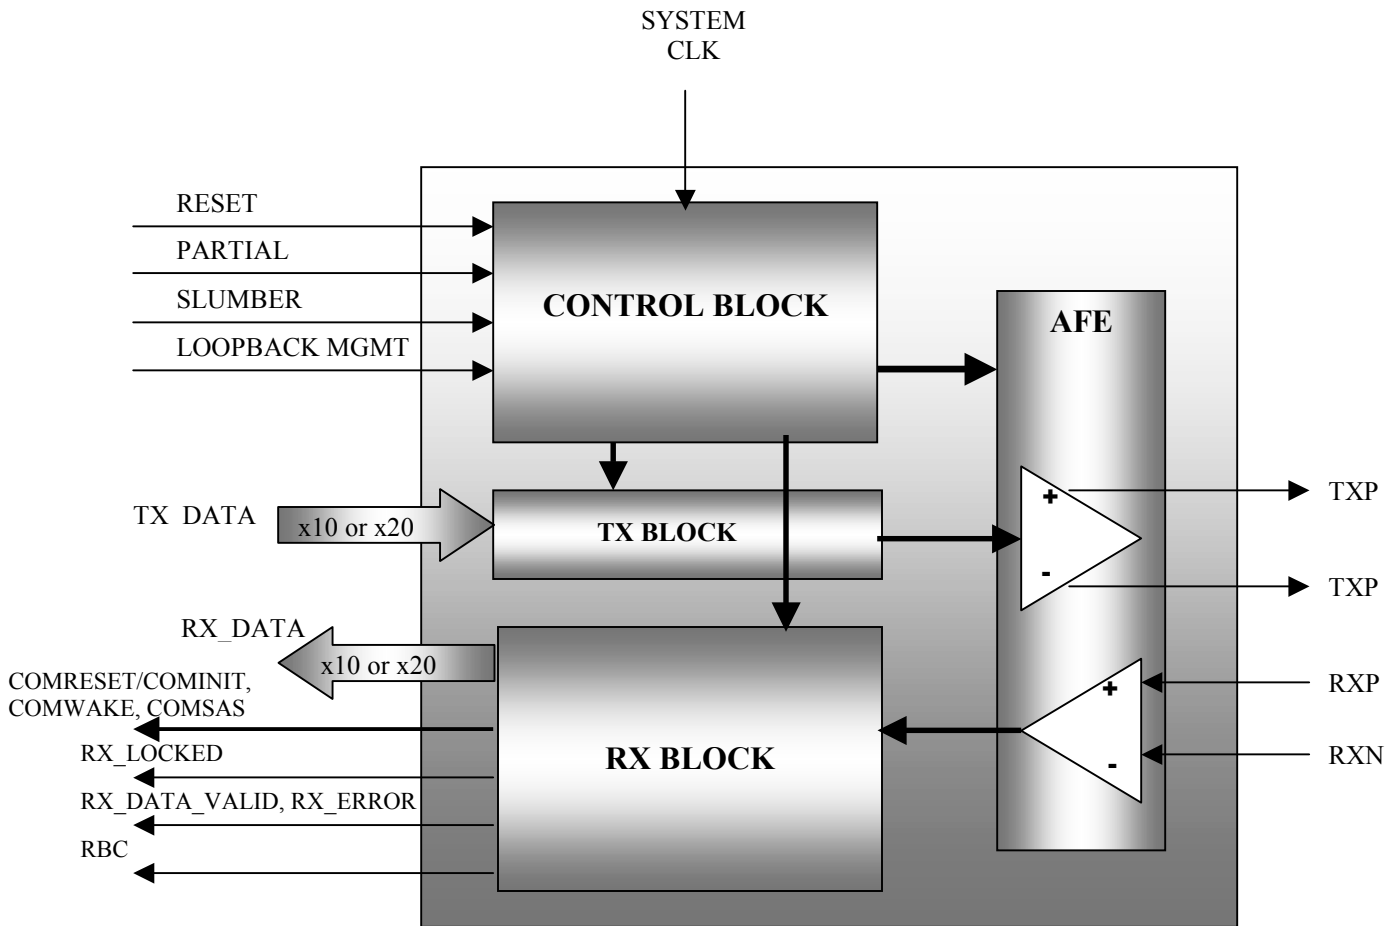 SYSTEM
CLK
RESET
PARTIAL
SLUMBER
LOOPBACK MGMT
CONTROL BLOCK
AFE
TX DATA
x10 or x20
TX BLOCK
+
-
TXP
TXP
RX_DATA
x10 or x20
COMRESET/COMINIT,
COMWAKE, COMSAS
RX_LOCKED
RX_DATA_VALID, RX_ERROR
RBC
RX BLOCK
+
-
RXP
RXN